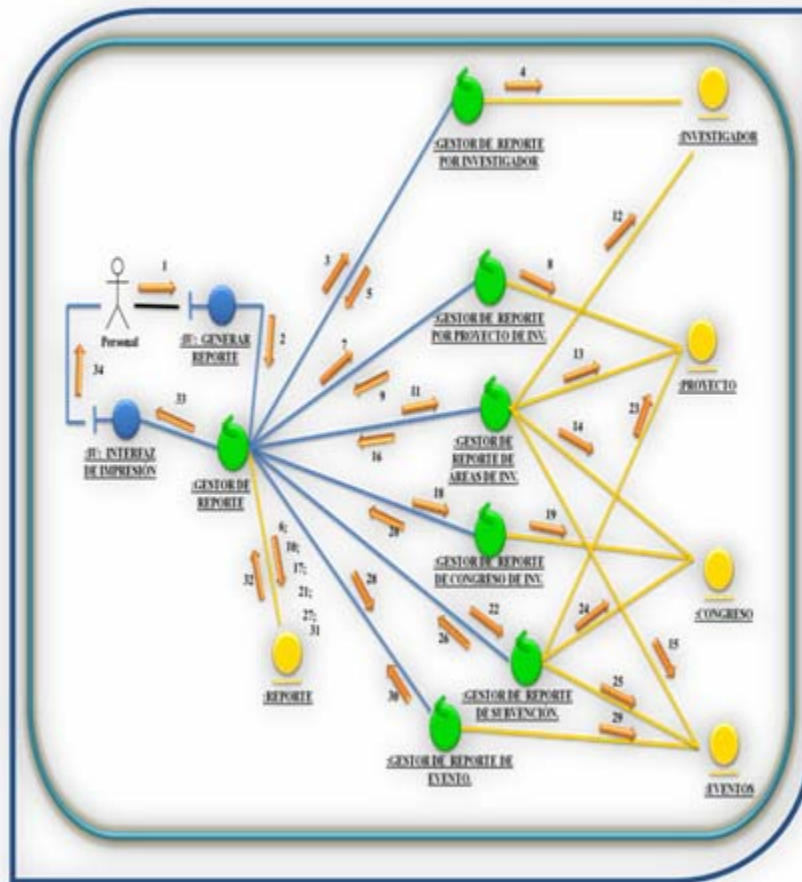 4
:GESTOR DE REPORTE
POR INVESTIGADOR
:INVESTIGADOR
12
1
3
5
8
Personal
:IU: GENERAR
REPORTE
2
:GESTOR DE REPORTE
POR PROYECTO DE INV.
:PROYECTO
7
9
13
34
33
11
23
14
:IU: INTERFAZ
DE IMPRESIÓN
:GESTOR DE
REPORTE
16
:GESTOR DE
REPORTE DE
AREAS DE INV.
18
19
20
:GESTOR DE REPORTE
DE CONGRESO DE INV.
:CONGRESO
6;
10;
17;
21;
27;
31
32
28
22
24
26
15
:REPORTE
25
30
:GESTOR DE REPORTE
DE SUBVENCIÓN.
29
:GESTOR DE REPORTE DE
EVENTO.
:EVENTOS